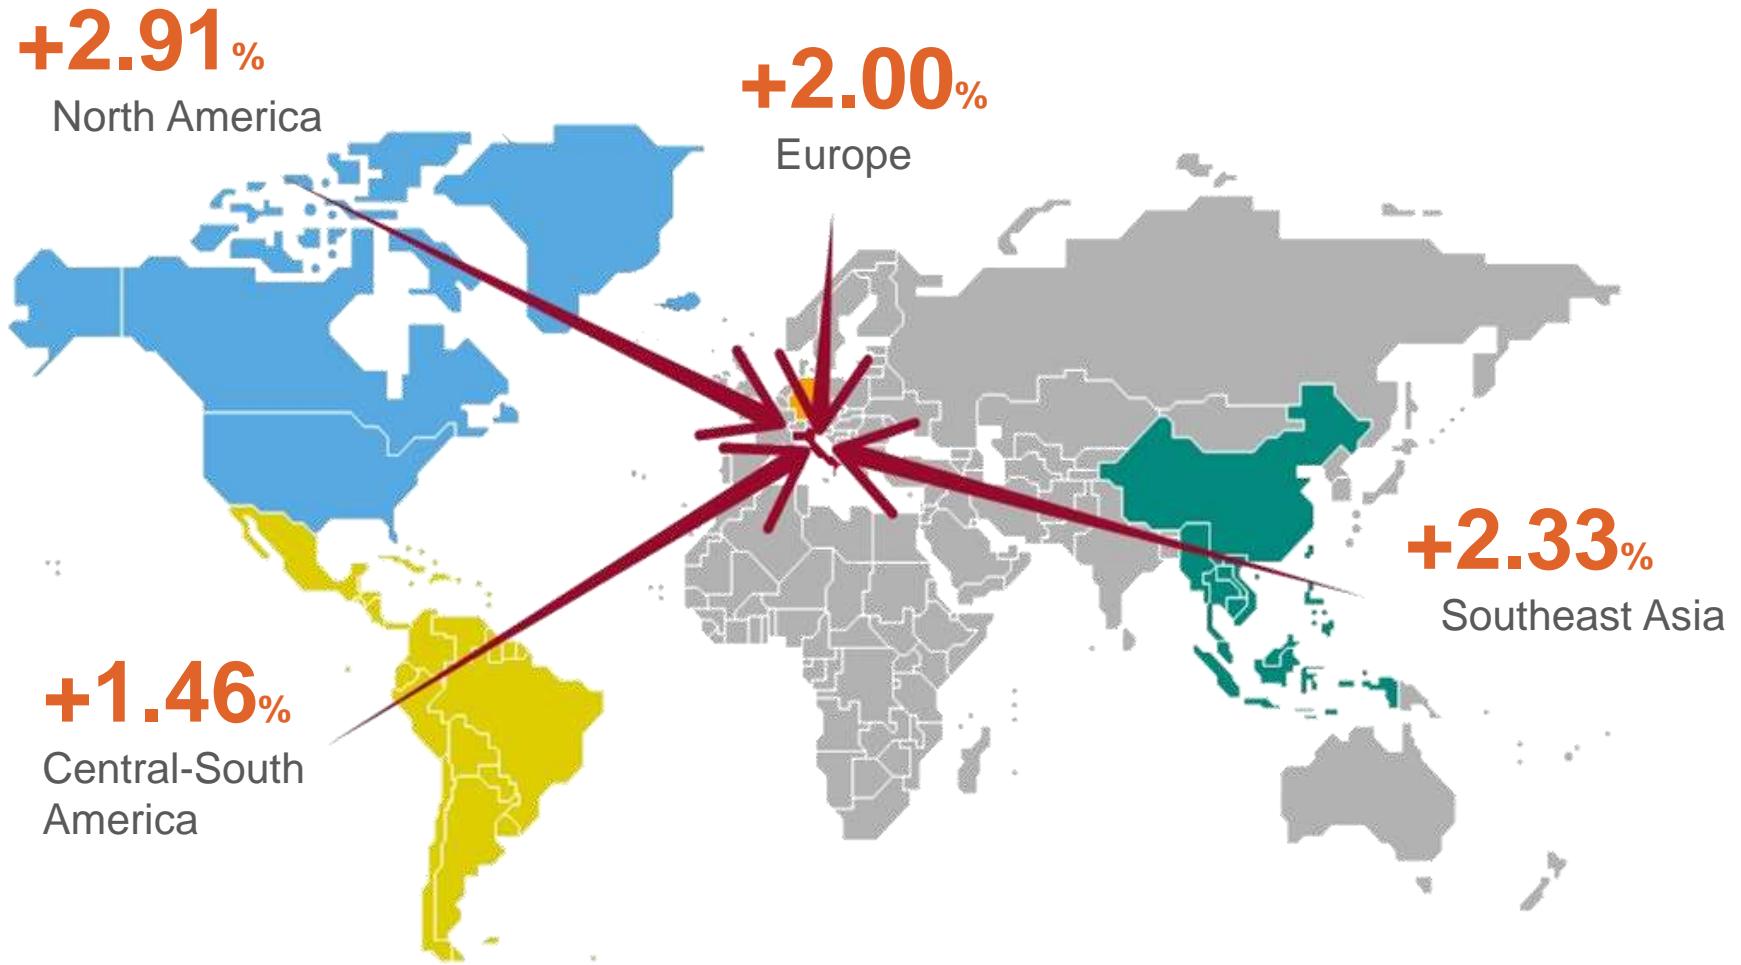 +2.91%
North America
+2.00%
Europe
+2.33%
Southeast Asia
+1.46%
Central-South
America